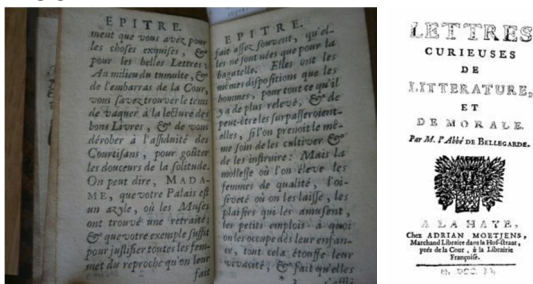 EPITRE.
ment que vous avez pour
les choses exquises, &
pour les belles Lettres;
Au milieu du tumulte, &
de l'embarras de la Cour,
vous sçavez trouver le tems
de vaquer à la lecture des
bons Livres, & de vous
dérober à l'assiduité des
Courtisans, pour goûter
les douceurs de la solitude.
On peut dire, MADA-
ME, que votre Palais est
un azyle, où les Muses
ont trouvé une retraite;
& que votre exemple suffit
pour justifier toutes les fem-
met du reproche qu'on leur
fait
EPITRE.
fait assez souvent, qu'el-
les ne sont nées que pour la
bagatelle. Elles ont les
mêmes dispositions que les
hommes, pour tout ce qu'il
y a de plus relevé, & de
peut-être les surpasseroient-
elles, si l'on prenoit le mê-
me soin de les cultiver &
de les instruire: Mais la
mollesse où l'on éleve les
femmes de qualité, l'oi-
siveté où on les laisse, les
plaisirs qui les amusent,
les petits emplois à quoi
on les occupe dès leur enfan-
ce, tout cela étouffe leur
vivacité; & fait qu'elles
LETTRES
CURIEUSES
DE
LITTERATURE,
ET
DE MORALE.
Par M. l'Abbé DE BELLEGARDE.
A LA HAYE,
Chez ADRIAN MOETJENS,
Marchand Libraire dans le Hof-straat,
prés de la Cour, à la Librairie
Françoise.
M. DCC.